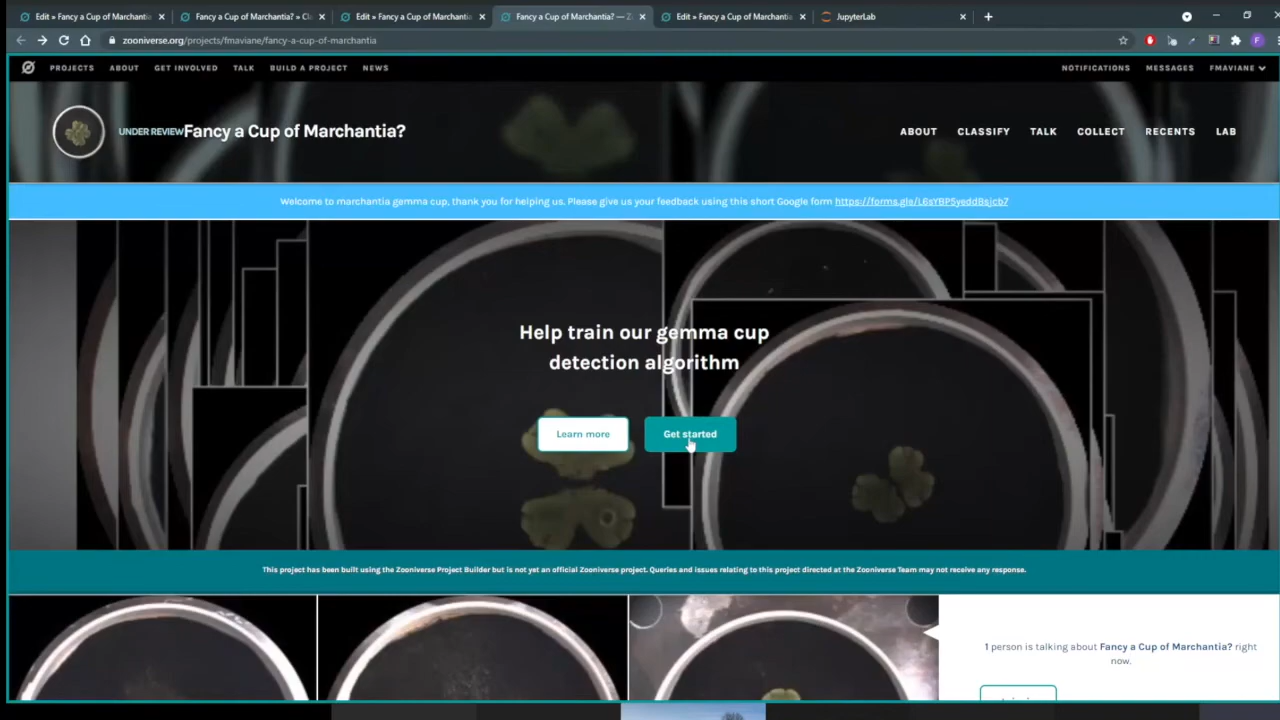 Edit » Fancy a Cup of Marchantia
Fancy a Cup of Marchantia? » Cl
Edit » Fancy a Cup of Marchantia
Fancy a Cup of Marchantia? — Z
Edit » Fancy a Cup of Marchantia
JupyterLab
zooniverse.org/projects/fmaviane/fancy-a-cup-of-marchantia
F
PROJECTS ABOUT GET INVOLVED TALK BUILD A PROJECT NEWS NOTIFICATIONS MESSAGES FMAVIANE
UNDER REVIEW Fancy a Cup of Marchantia? ABOUT CLASSIFY TALK COLLECT RECENTS LAB
Welcome to marchantia gemma cup, thank you for helping us. Please give us your feedback using this short Google form https://forms.gle/L6sYBP5yeddBsjcb7
Help train our gemma cup
detection algorithm
Learn more
Get started
This project has been built using the Zooniverse Project Builder but is not yet an official Zooniverse project. Queries and issues relating to this project directed at the Zooniverse Team may not receive any response.
1 person is talking about Fancy a Cup of Marchantia? right
now.